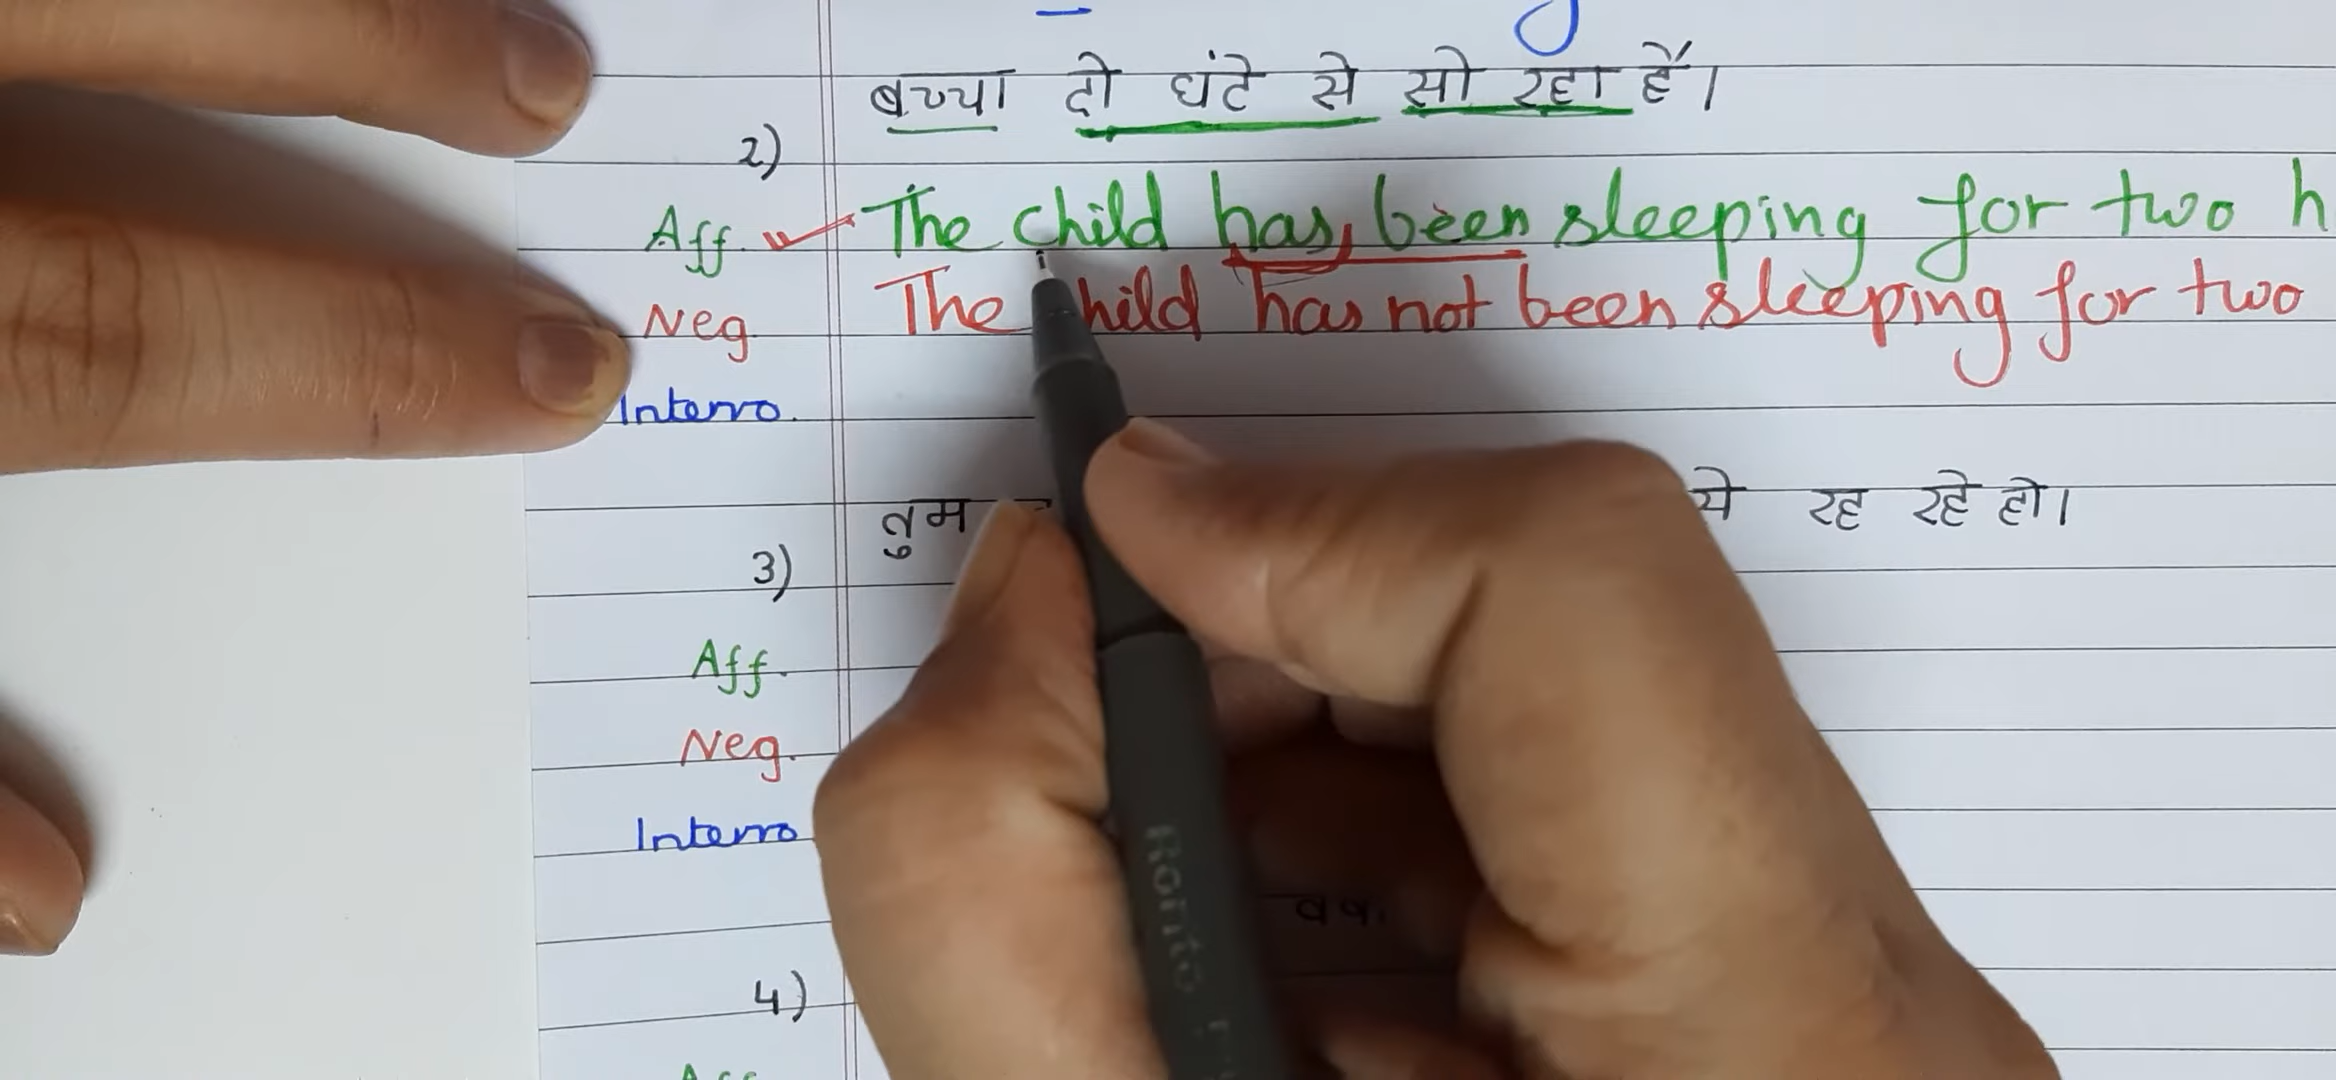 बच्चा दो घंटे से सो रहा है।
2)
Aff. The child has been sleeping for two
Neg. The child has not been sleeping for two
Interro.
तुम ये रह रहे हो।
3)
Aff.
Neg.
Interro
4)